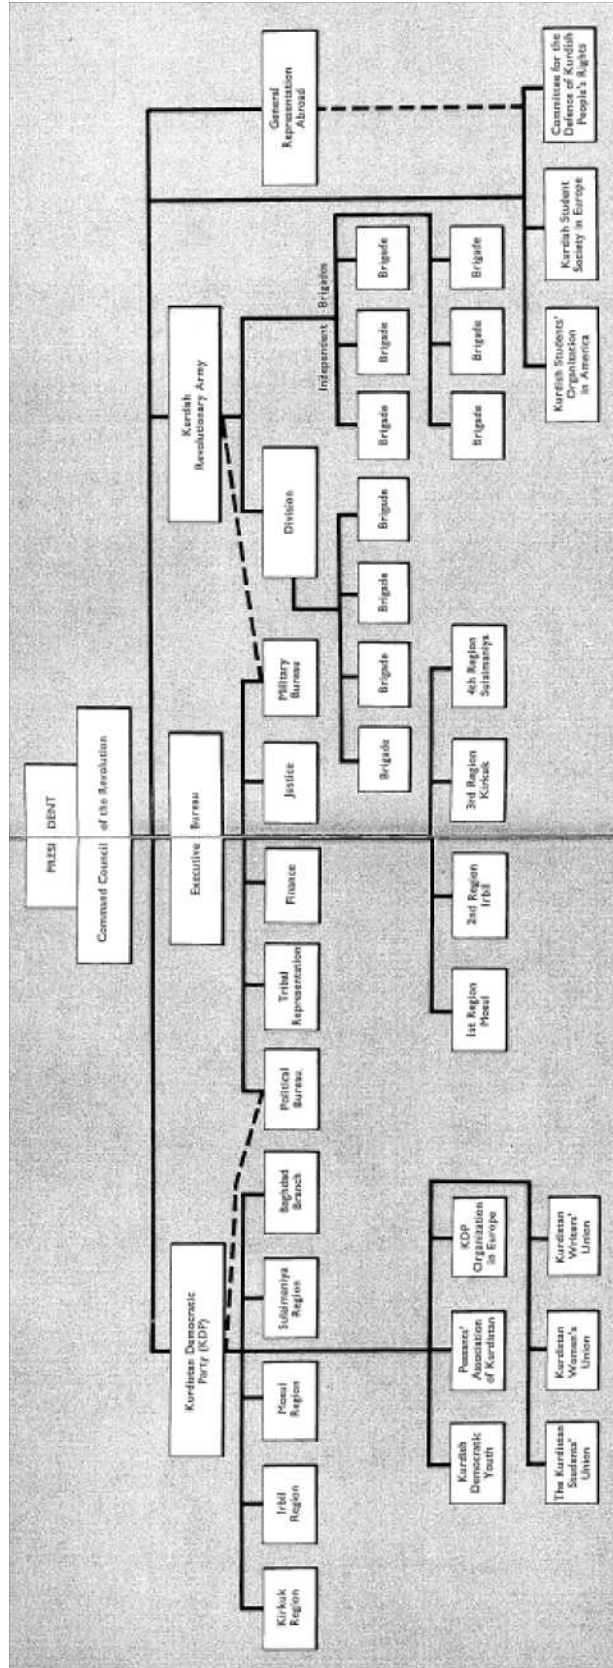 PRESI DENT
Command Council of the Revolution
Kurdistan Democratic
Party (KDP)
Executive Bureau
Kurdish
Revolutionary Army
General
Representation
Abroad
Kirkuk
Region
Irbil
Region
Mosul
Region
Sulaimaniya
Region
Baghdad
Branch
Political
Bureau
Tribal
Representation
Finance
Justice
Military
Bureau
Division
Independent Brigades
Brigade
Brigade
Brigade
Brigade
Brigade
Brigade
Brigade
Kurdish
Democratic
Youth
Peasants'
Association
of Kurdistan
KDP
Organization
in Europe
1st Region
Mosul
2nd Region
Irbil
3rd Region
Kirkuk
4th Region
Sulaimaniya
Brigade
Brigade
Brigade
The Kurdistan
Students'
Union
Kurdistan
Women's
Union
Kurdistan
Writers'
Union
Kurdish Students'
Organization
in America
Kurdish Student
Society in Europe
Committee for the
Defence of Kurdish
People's Rights